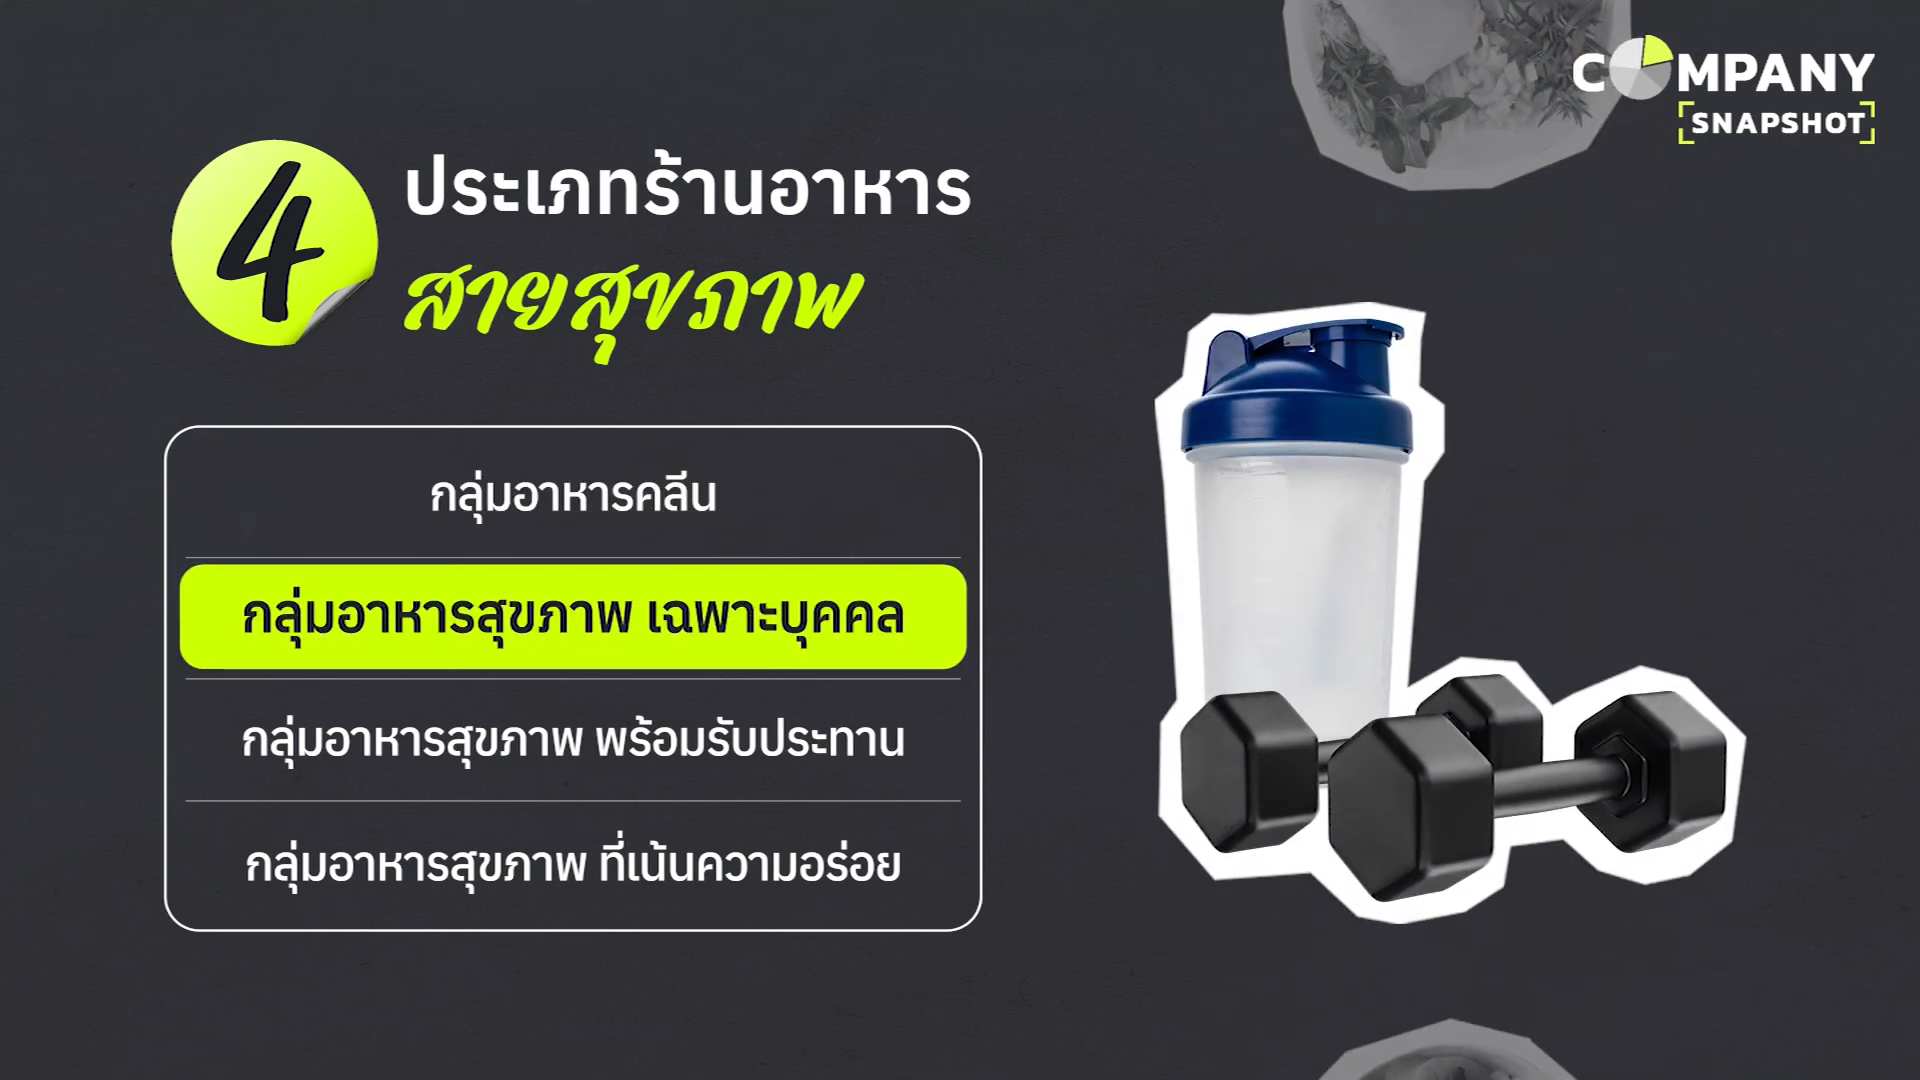 COMPANY
SNAPSHOT
4
ประเภทร้านอาหาร
สายสุขภาพ
กลุ่มอาหารคลีน
กลุ่มอาหารสุขภาพ เฉพาะบุคคล
กลุ่มอาหารสุขภาพ พร้อมรับประทาน
กลุ่มอาหารสุขภาพ ที่เน้นความอร่อย